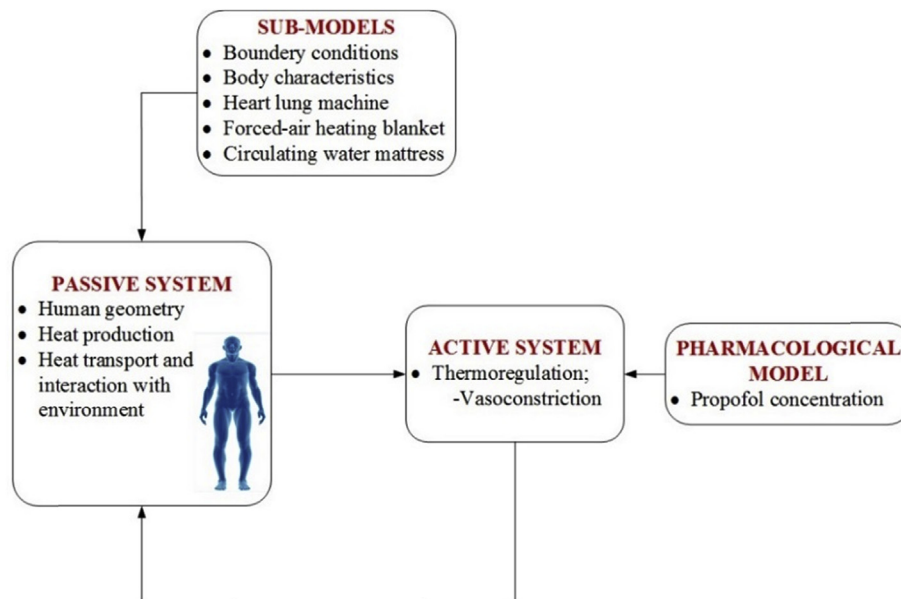 SUB-MODELS
• Boundery conditions
• Body characteristics
• Heart lung machine
• Forced-air heating blanket
• Circulating water mattress
PASSIVE SYSTEM
• Human geometry
• Heat production
• Heat transport and
interaction with
environment
ACTIVE SYSTEM
• Thermoregulation;
-Vasoconstriction
PHARMACOLOGICAL
MODEL
• Propofol concentration